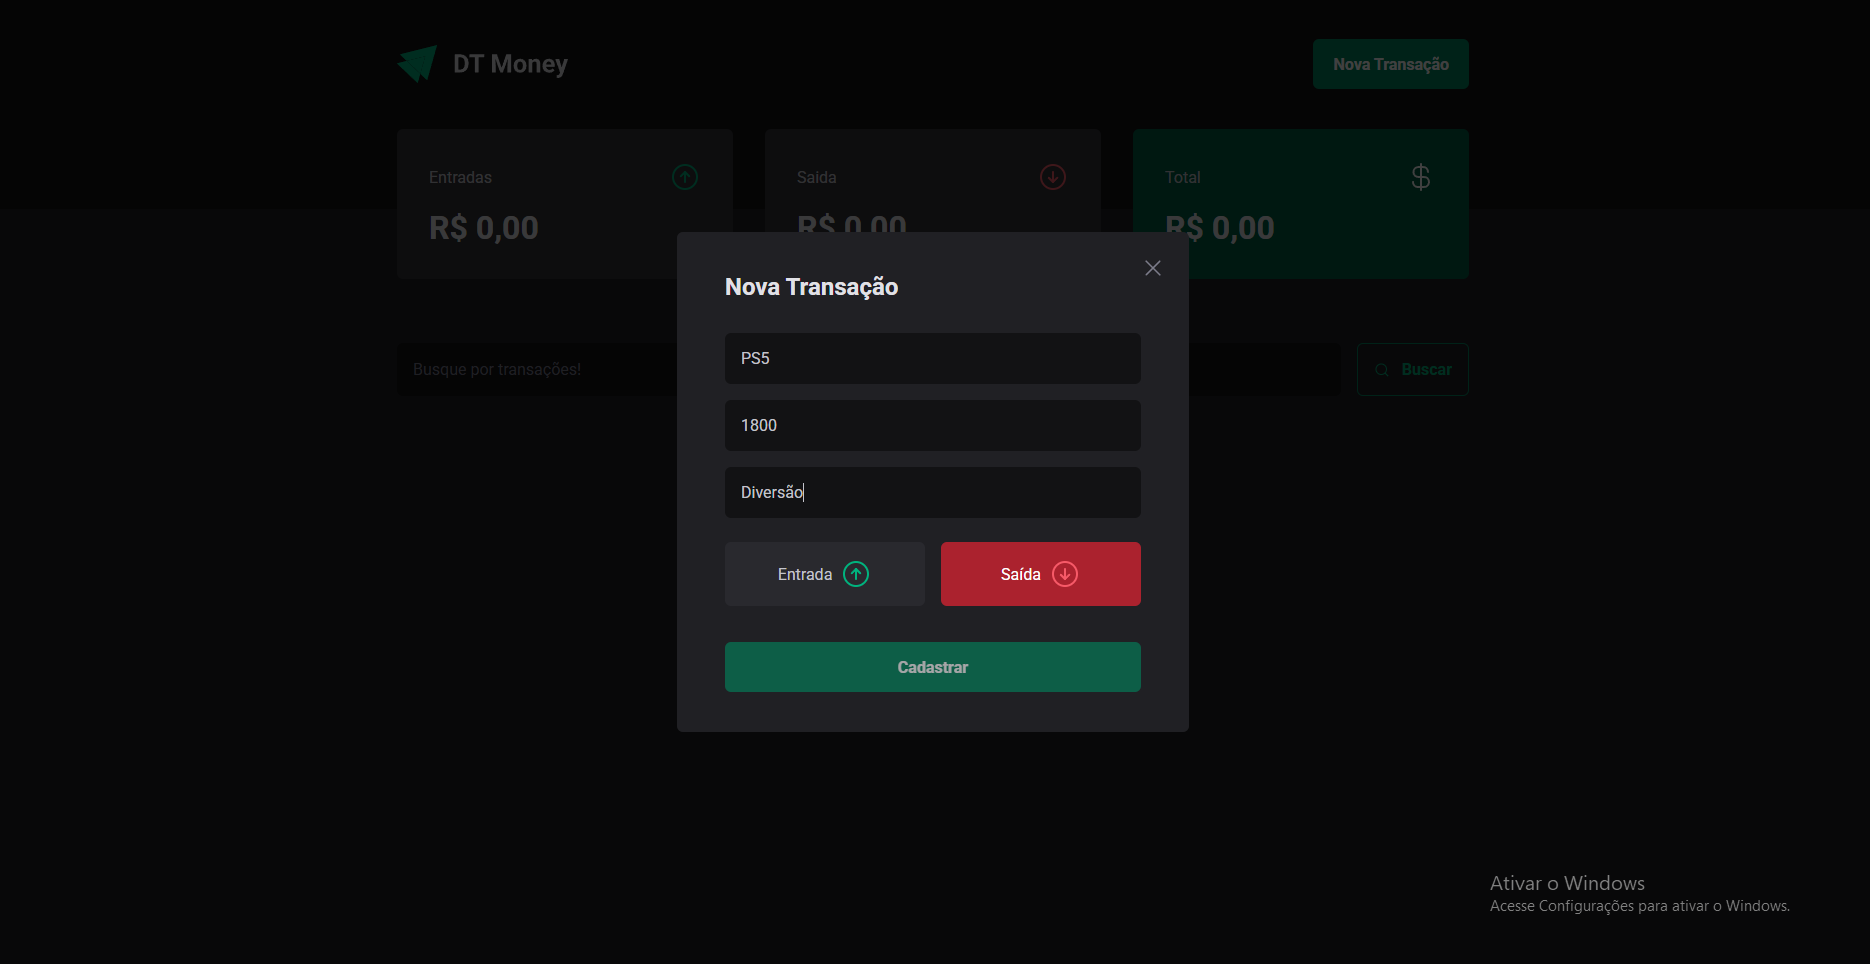 DT Money
Nova Transação
Entradas
Saida
Total
R$ 0,00
R$ 0,00
R$ 0,00
Nova Transação
PS5
1800
Diversão
Entrada
Saída
Cadastrar
Busque por transações!
Buscar
Ativar o Windows
Acesse Configurações para ativar o Windows.